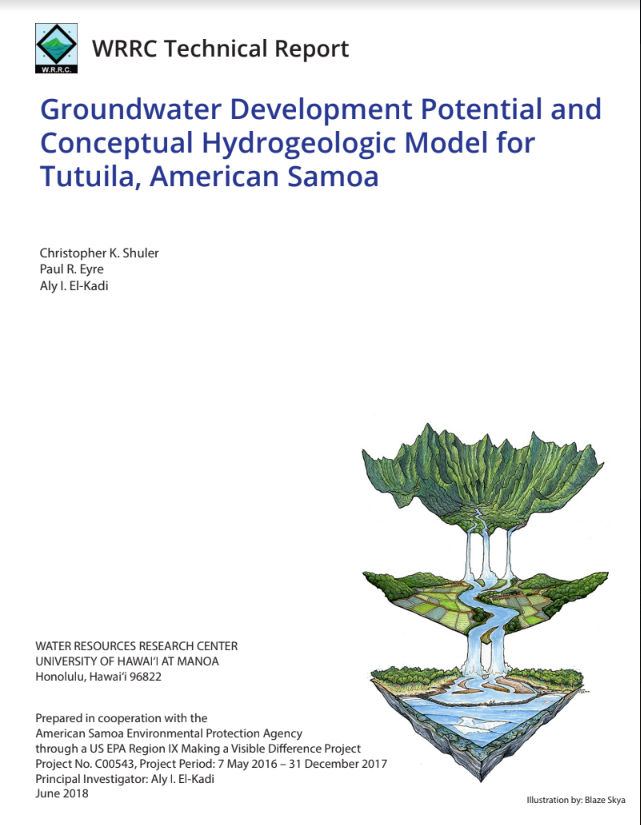 W.R.R.C.
WRRC Technical Report
Groundwater Development Potential and
Conceptual Hydrogeologic Model for
Tutuila, American Samoa
Christopher K. Shuler
Paul R. Eyre
Aly I. El-Kadi
WATER RESOURCES RESEARCH CENTER
UNIVERSITY OF HAWAI‘I AT MANOA
Honolulu, Hawai‘i 96822
Prepared in cooperation with the
American Samoa Environmental Protection Agency
through a US EPA Region IX Making a Visible Difference Project
Project No. C00543, Project Period: 7 May 2016 – 31 December 2017
Principal Investigator: Aly I. El-Kadi
June 2018
Illustration by: Blaze Skya